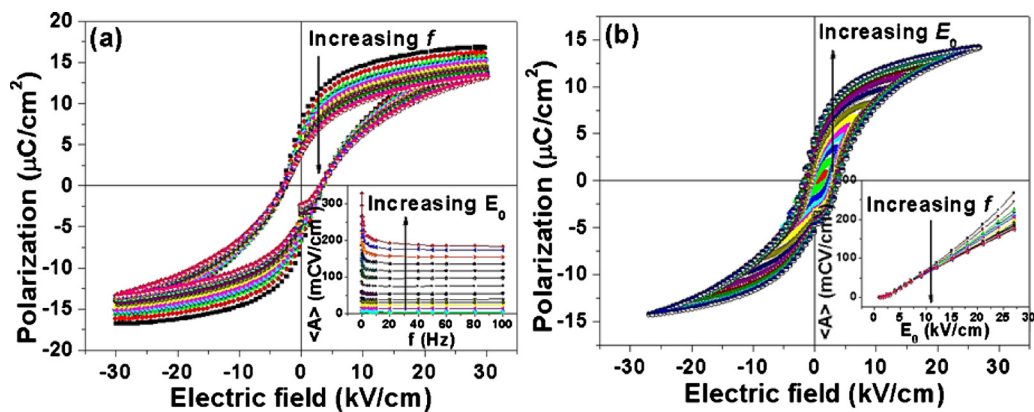 (a)
Increasing f
Polarization (µC/cm²)
20
15
10
5
0
-5
-10
-15
-20
-30 -20 -10 0 10 20 30
Electric field (kV/cm)
Increasing E₀
<A> (mCV/cm³)
300
200
100
0
0 20 40 60 80 100
f (Hz)
(b)
Increasing E₀
Polarization (µC/cm²)
15
10
5
0
-5
-10
-15
-30 -20 -10 0 10 20 30
Electric field (kV/cm)
Increasing f
<A> (mCV/cm³)
200
100
0
0 5 10 15 20 25 30
E₀ (kV/cm)